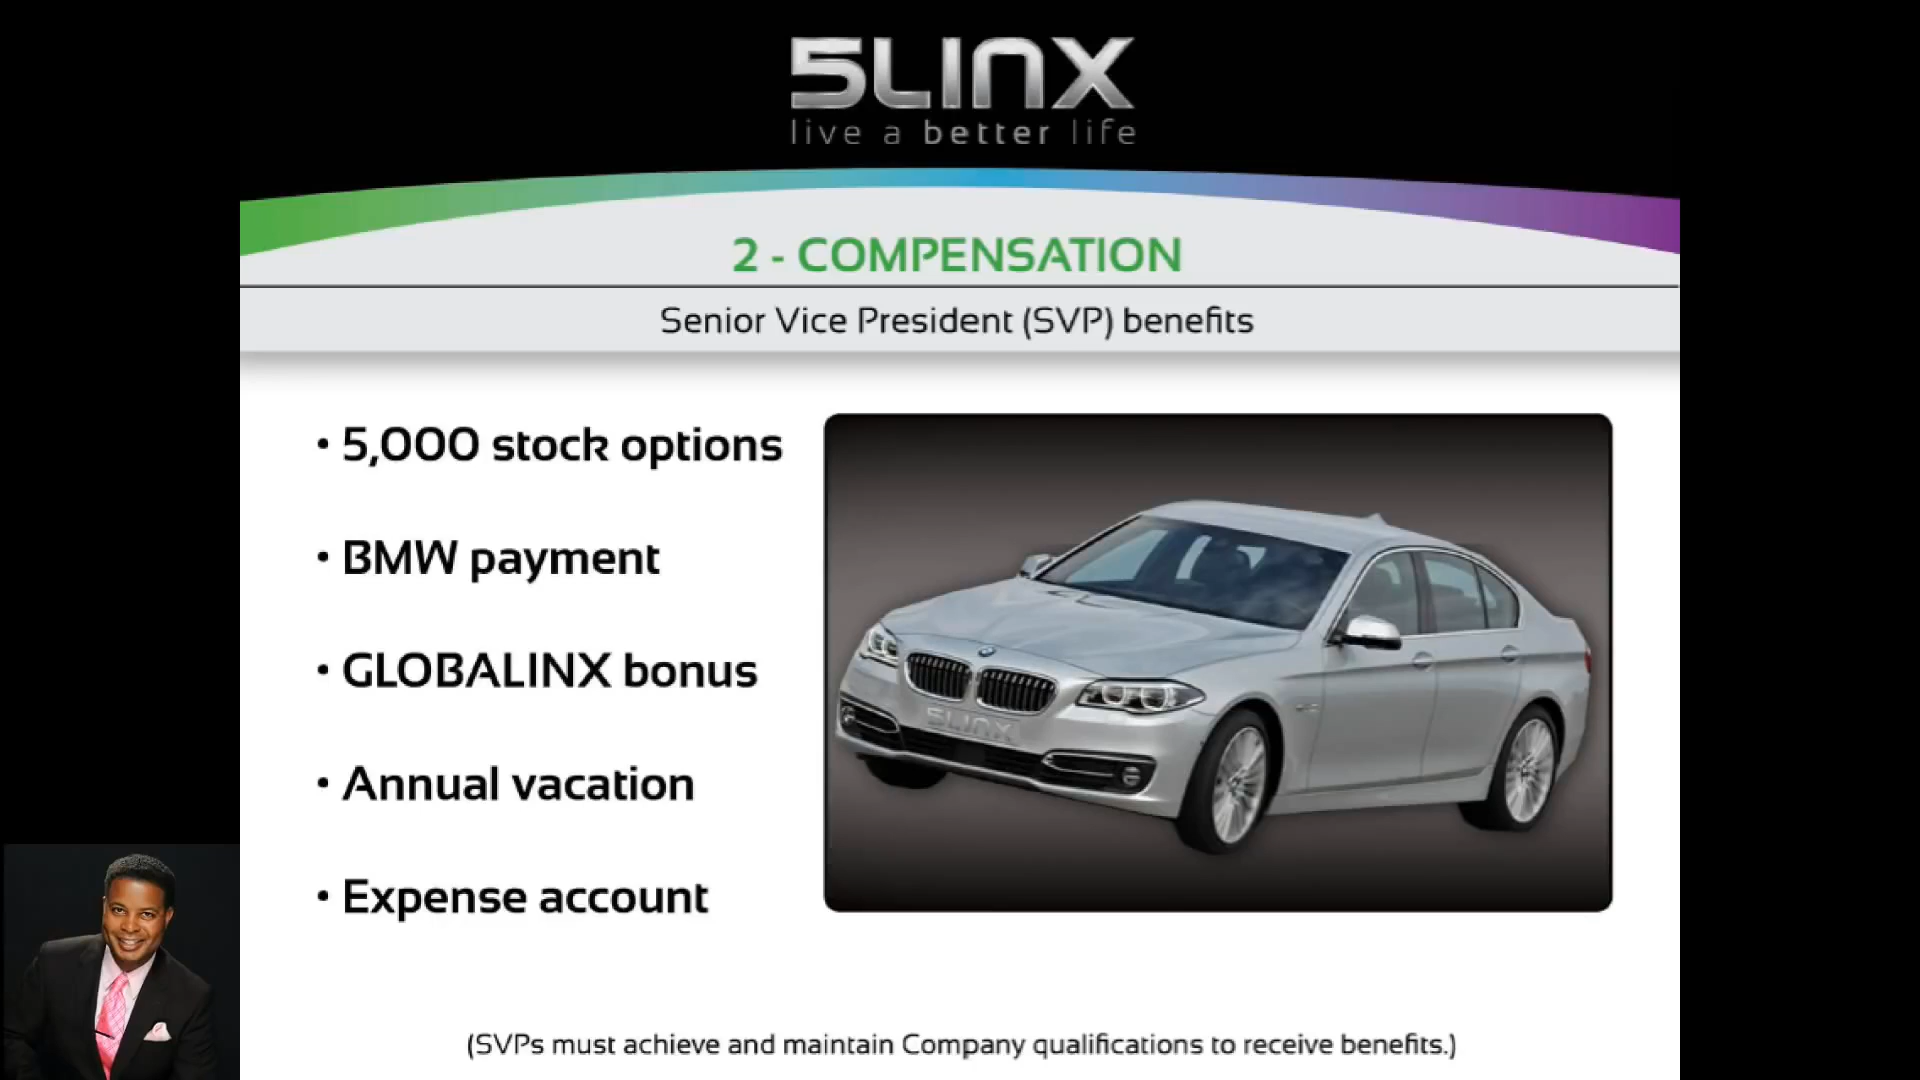 5LINX
live a better life
2 - COMPENSATION
Senior Vice President (SVP) benefits
• 5,000 stock options
• BMW payment
• GLOBALINX bonus
• Annual vacation
• Expense account
5LINX
(SVPs must achieve and maintain Company qualifications to receive benefits.)